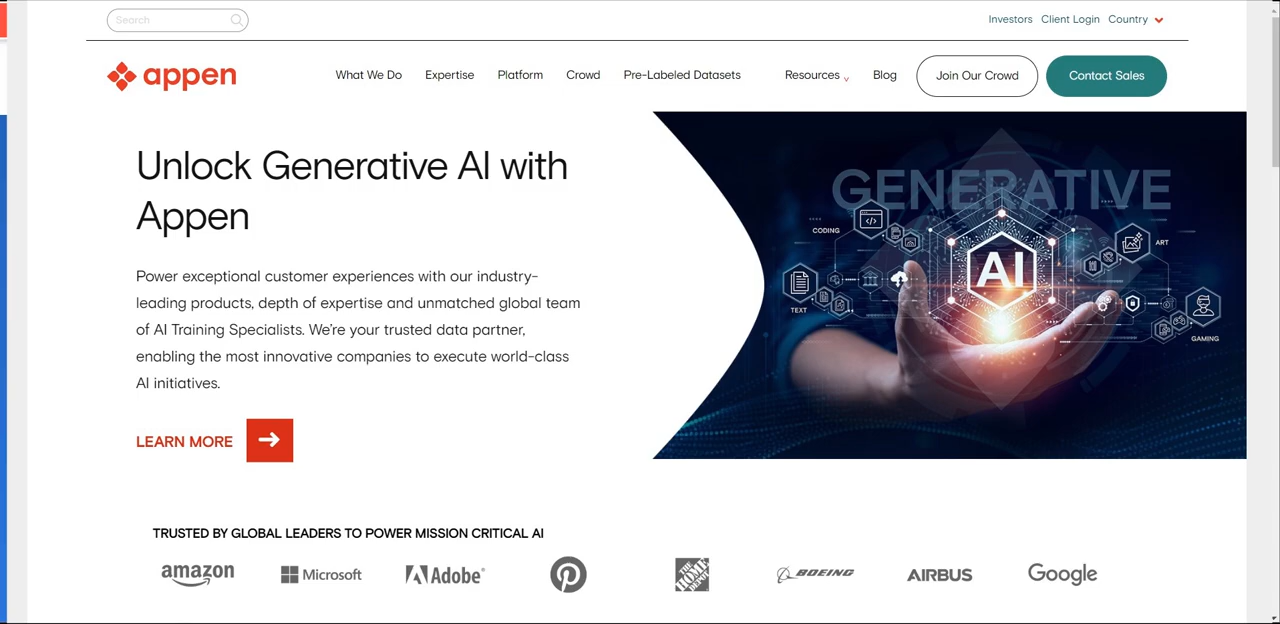 Search
Investors Client Login Country
appen
What We Do Expertise Platform Crowd Pre-Labeled Datasets Resources Blog Join Our Crowd Contact Sales
Unlock Generative AI with
Appen
Power exceptional customer experiences with our industry-
leading products, depth of expertise and unmatched global team
of AI Training Specialists. We're your trusted data partner,
enabling the most innovative companies to execute world-class
AI initiatives.
LEARN MORE
GENERATIVE
CODING
ART
AI
TEXT
GAMING
TRUSTED BY GLOBAL LEADERS TO POWER MISSION CRITICAL AI
amazon Microsoft Adobe THE HOME DEPOT BOEING AIRBUS Google